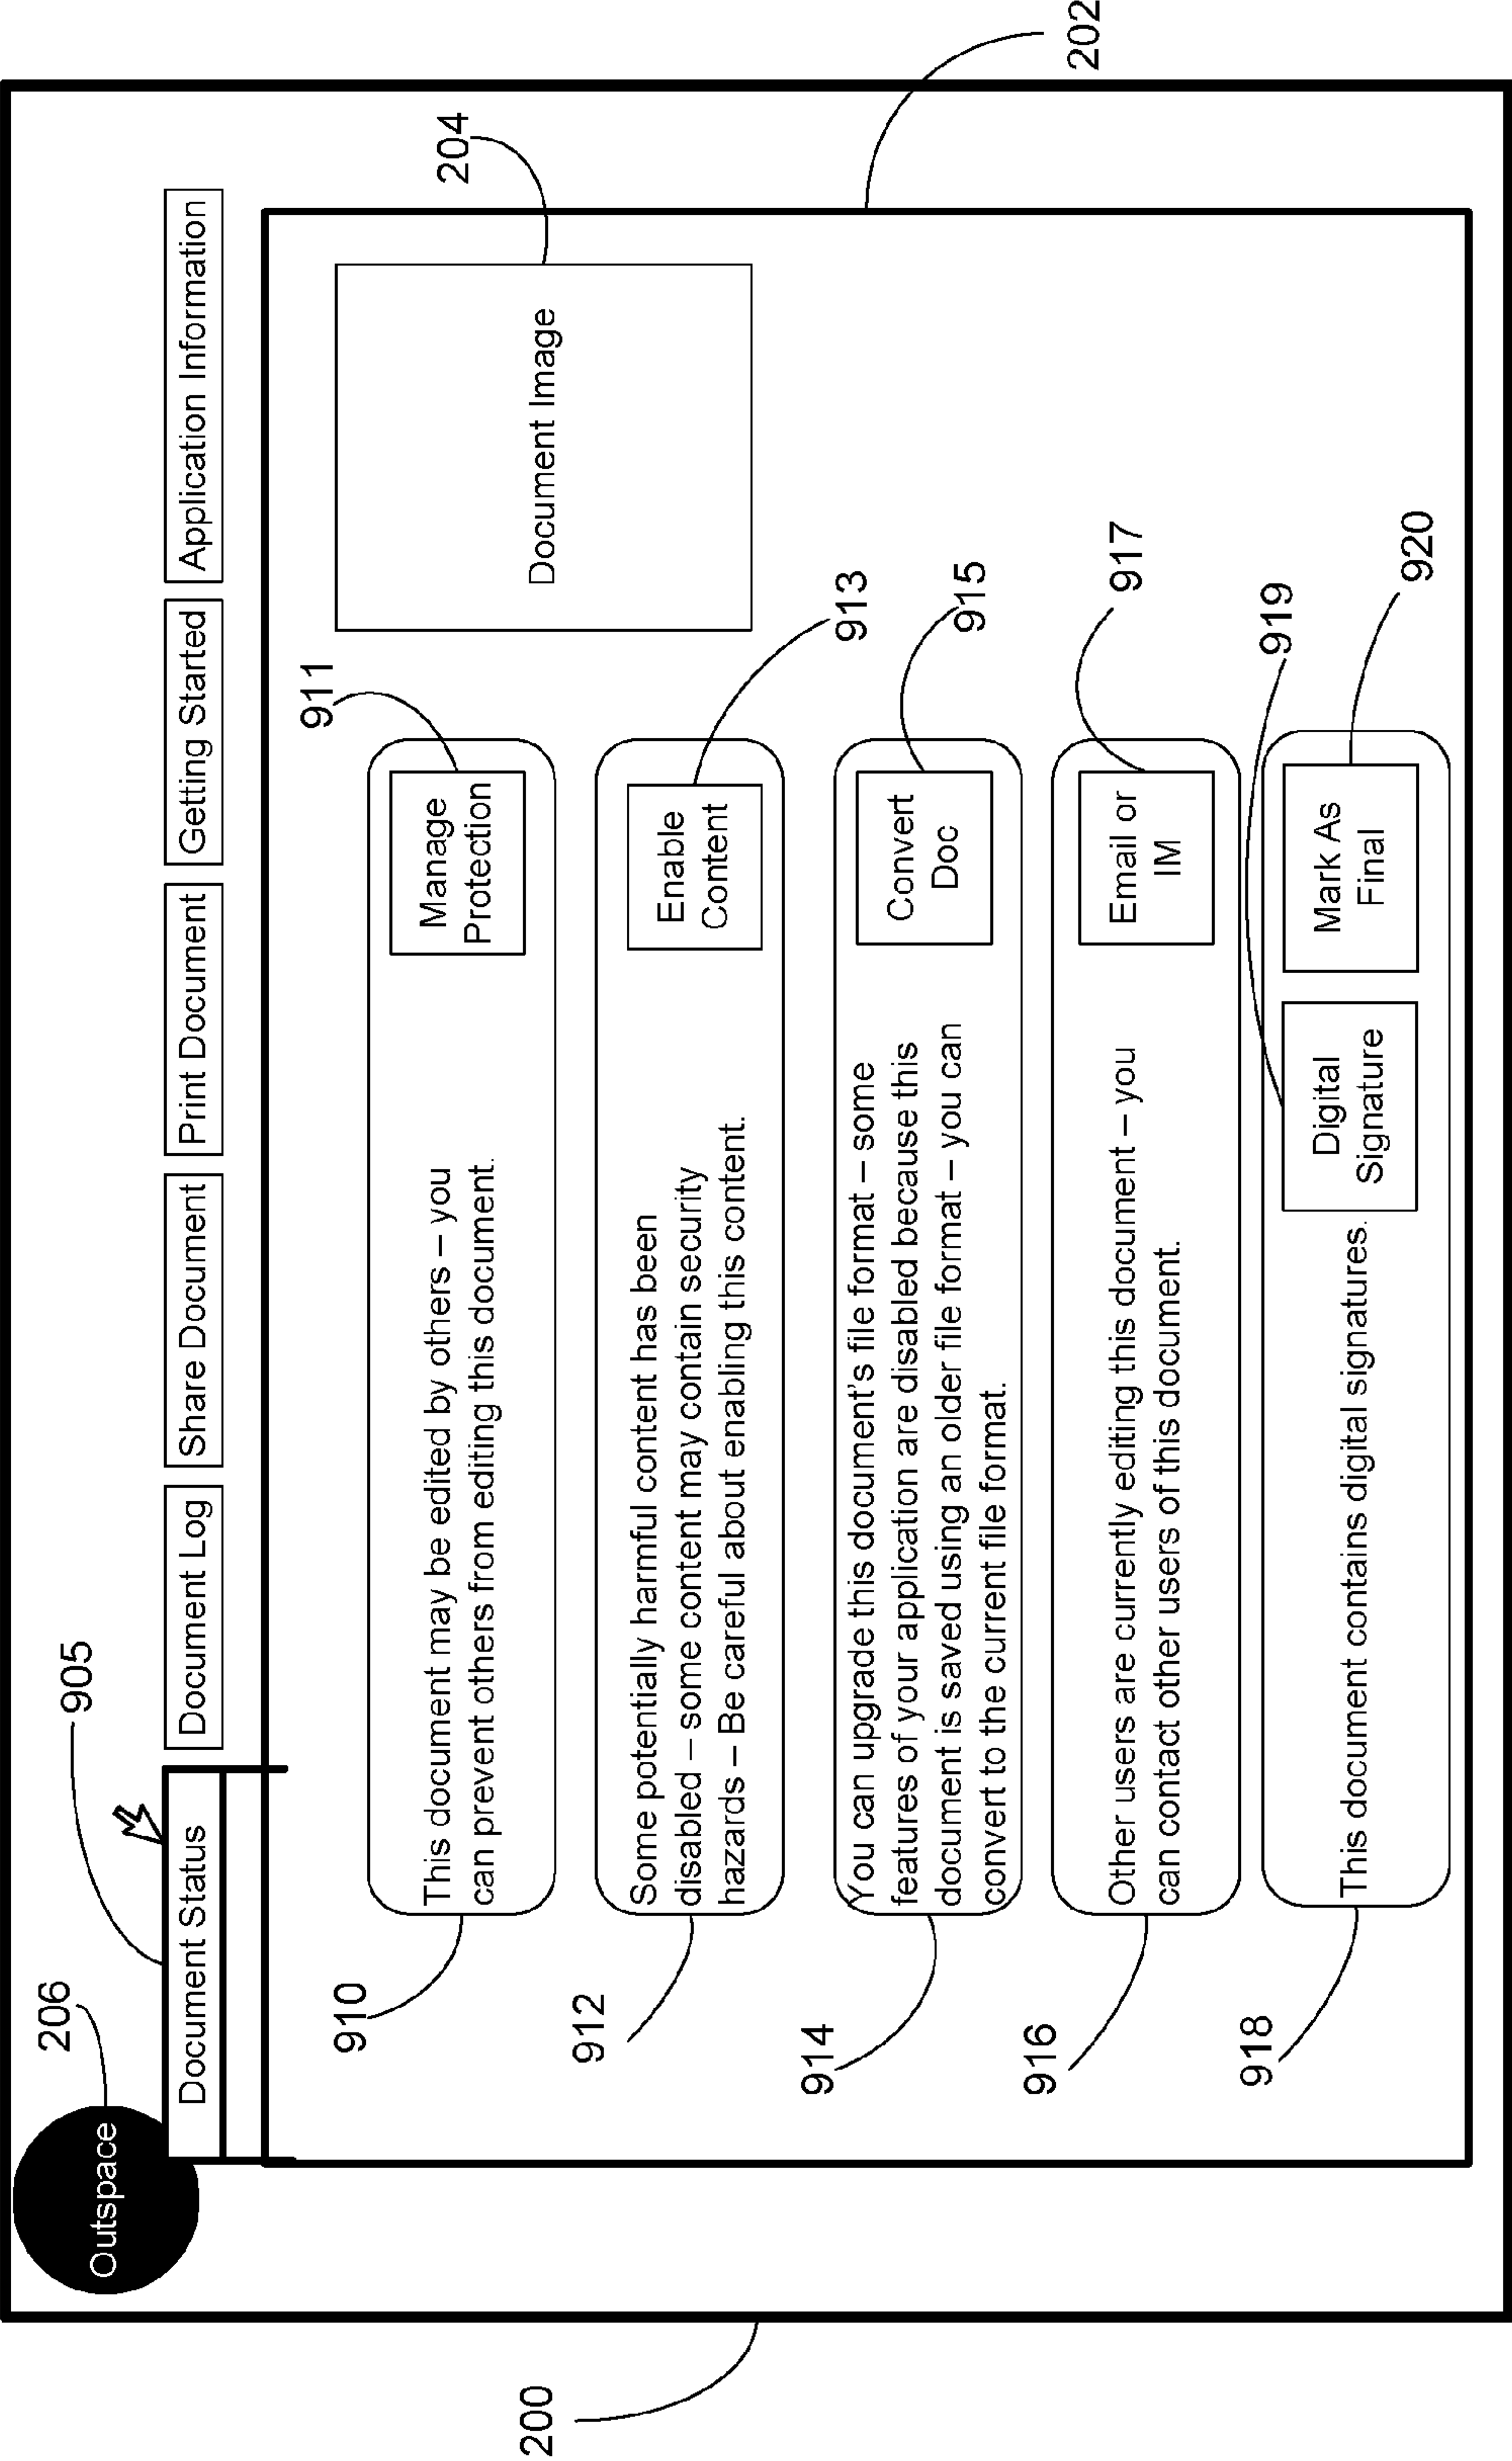 206
905
Outspace
Document Status
Document Log
Share Document
Print Document
Getting Started
Application Information
910
This document may be edited by others – you
can prevent others from editing this document.
Manage
Protection
911
Document Image
204
912
Some potentially harmful content has been
disabled – some content may contain security
hazards – Be careful about enabling this content.
Enable
Content
913
914
You can upgrade this document's file format – some
features of your application are disabled because this
document is saved using an older file format – you can
convert to the current file format.
Convert
Doc
915
916
Other users are currently editing this document – you
can contact other users of this document.
Email or
IM
917
918
This document contains digital signatures.
Digital
Signature
919
Mark As
Final
920
200
202